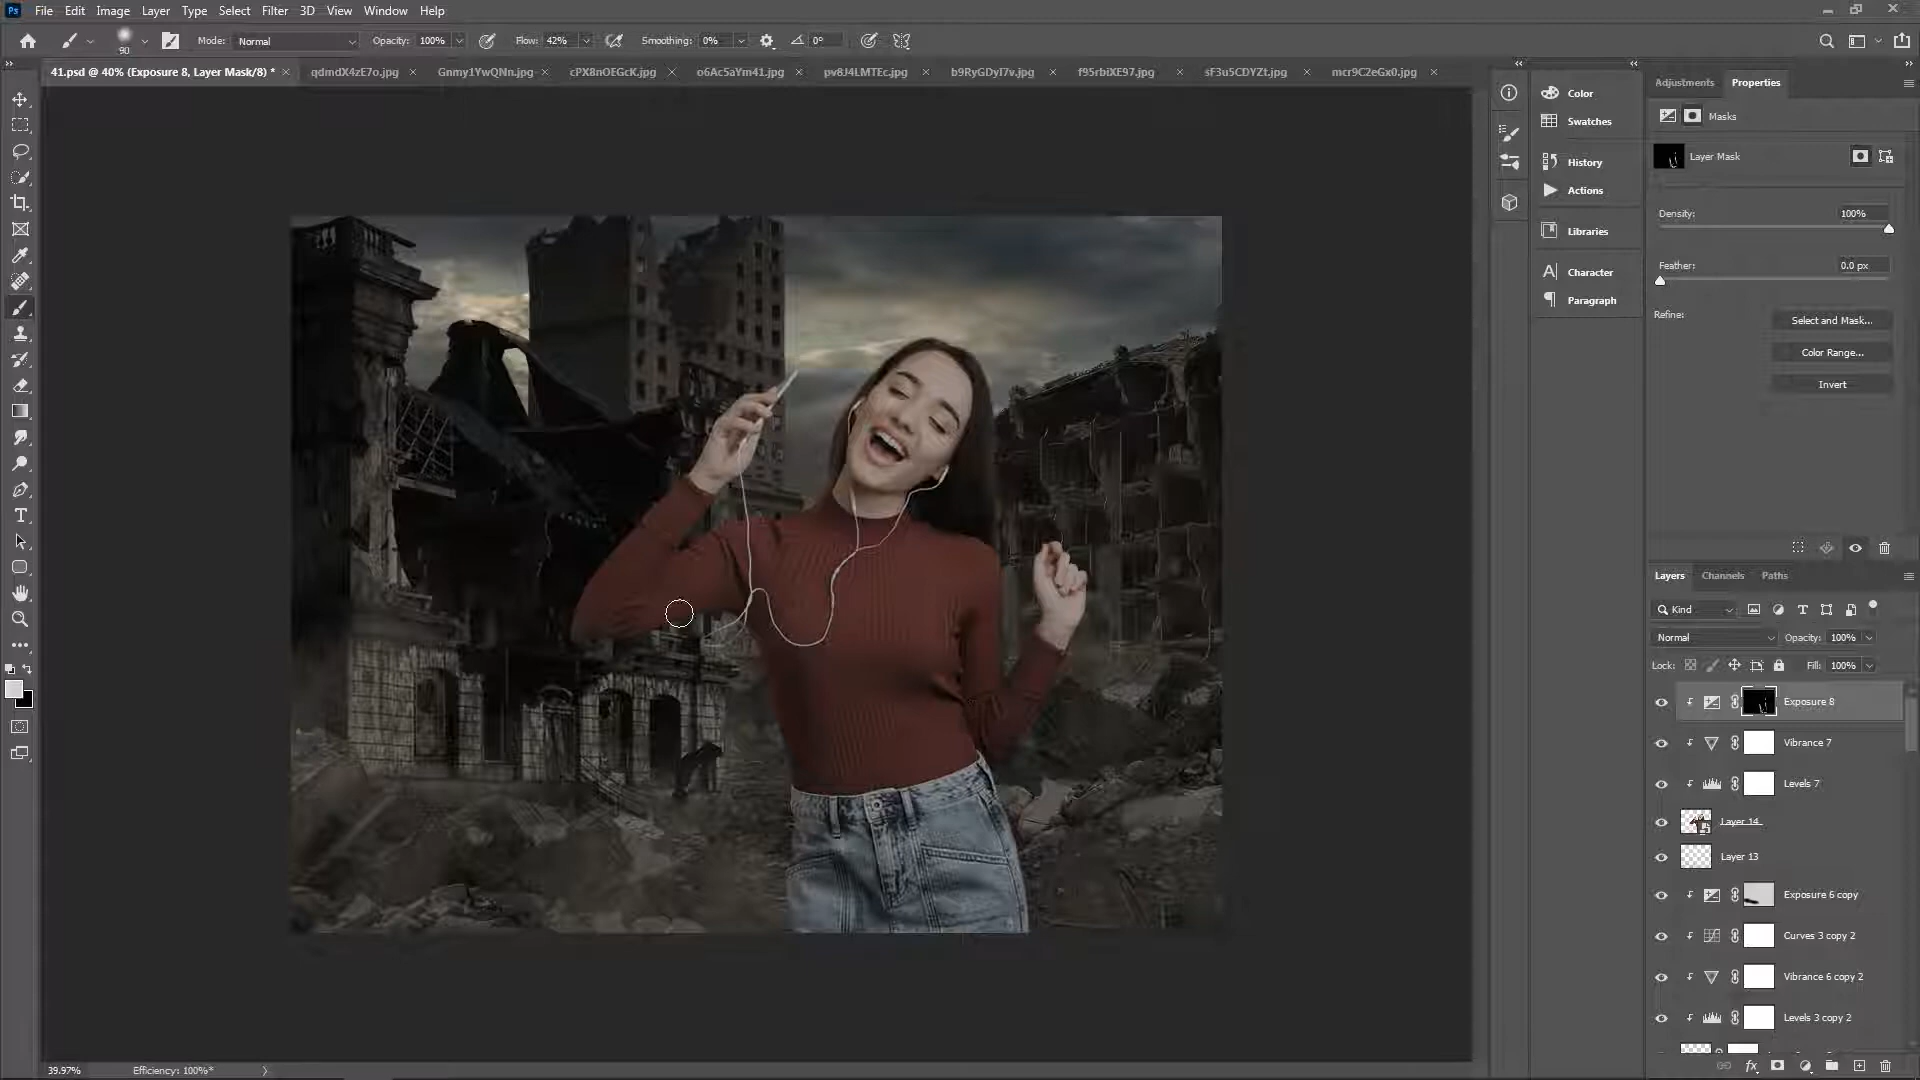 Ps File Edit Image Layer Type Select Filter 3D View Window Help
90 Mode: Normal Opacity: 100% Flow: 42% Smoothing: 0% 0°
41.psd @ 40% (Exposure 8, Layer Mask/8) * qdmdX4zE7o.jpg Gnmy1YwQNn.jpg cPX8nOEGcK.jpg o6Ac5aYm41.jpg pv8J4LMTEc.jpg b9RyGDyI7v.jpg f95rbiXE97.jpg sF3u5CDYZt.jpg mcr9C2eGx0.jpg
Color
Swatches
History
Actions
Libraries
Character
Paragraph
Adjustments Properties
Masks
Layer Mask
Density: 100%
Feather: 0.0 px
Refine: Select and Mask...
Color Range...
Invert
Layers Channels Paths
Kind
Normal Opacity: 100%
Lock: Fill: 100%
Exposure 8
Vibrance 7
Levels 7
Layer 14
Layer 13
Exposure 6 copy
Curves 3 copy 2
Vibrance 6 copy 2
Levels 3 copy 2
fx
39.97% Efficiency: 100%*